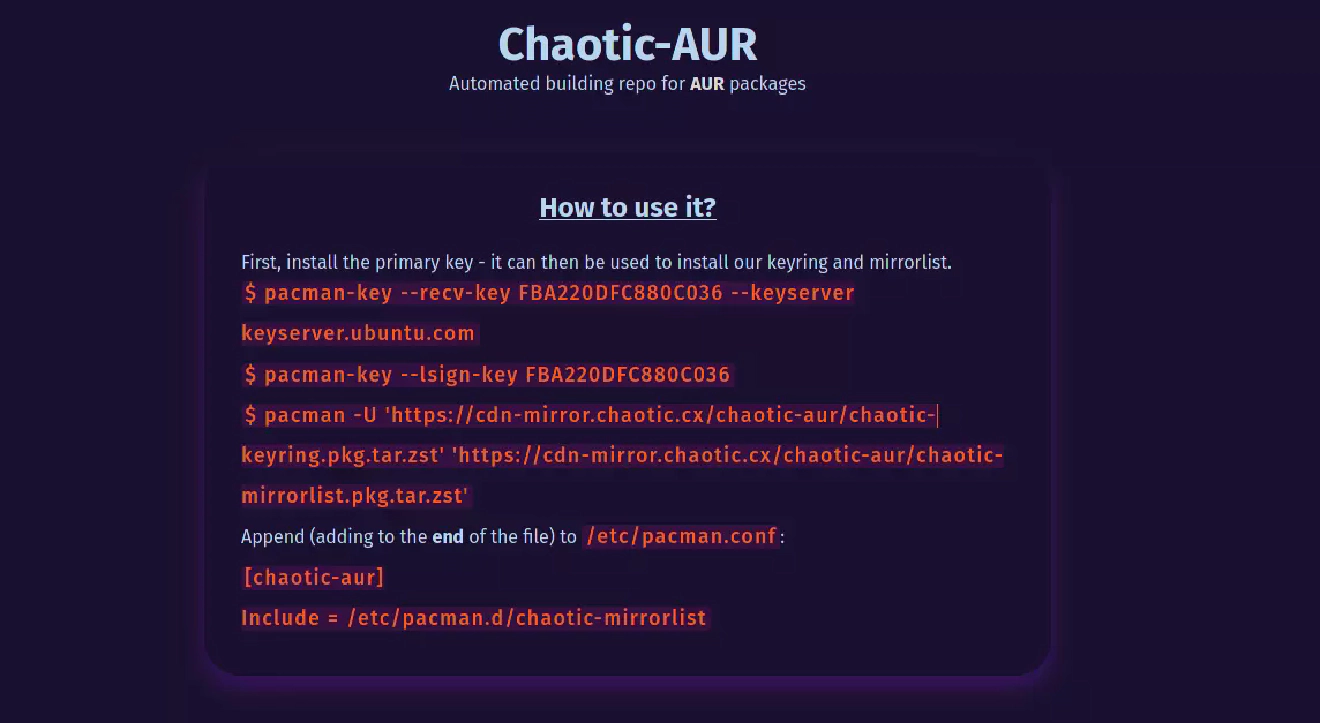 Chaotic-AUR
Automated building repo for AUR packages
How to use it?
First, install the primary key - it can then be used to install our keyring and mirrorlist.
$ pacman-key --recv-key FBA220DFC880C036 --keyserver
keyserver.ubuntu.com
$ pacman-key --lsign-key FBA220DFC880C036
$ pacman -U 'https://cdn-mirror.chaotic.cx/chaotic-aur/chaotic-
keyring.pkg.tar.zst' 'https://cdn-mirror.chaotic.cx/chaotic-aur/chaotic-
mirrorlist.pkg.tar.zst'
Append (adding to the end of the file) to /etc/pacman.conf:
[chaotic-aur]
Include = /etc/pacman.d/chaotic-mirrorlist